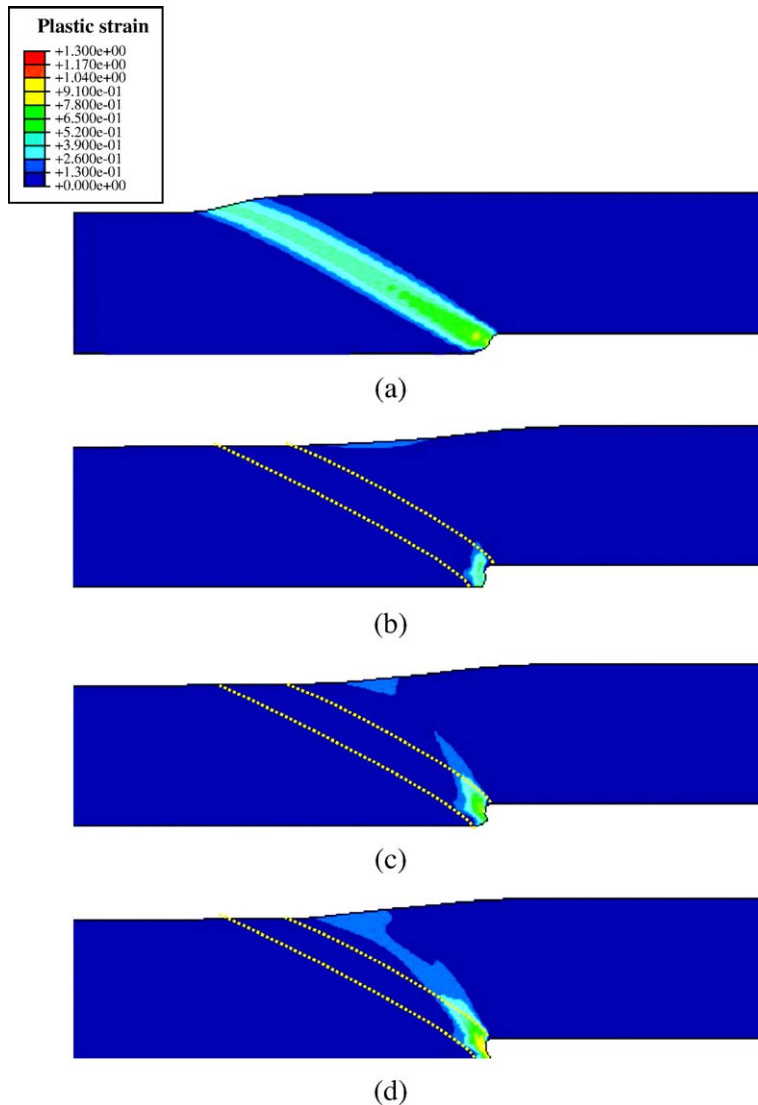 Plastic strain
+1.300e+00
+1.170e+00
+1.040e+00
+9.100e-01
+7.800e-01
+6.500e-01
+5.200e-01
+3.900e-01
+2.600e-01
+1.300e-01
+0.000e+00
(a)
(b)
(c)
(d)